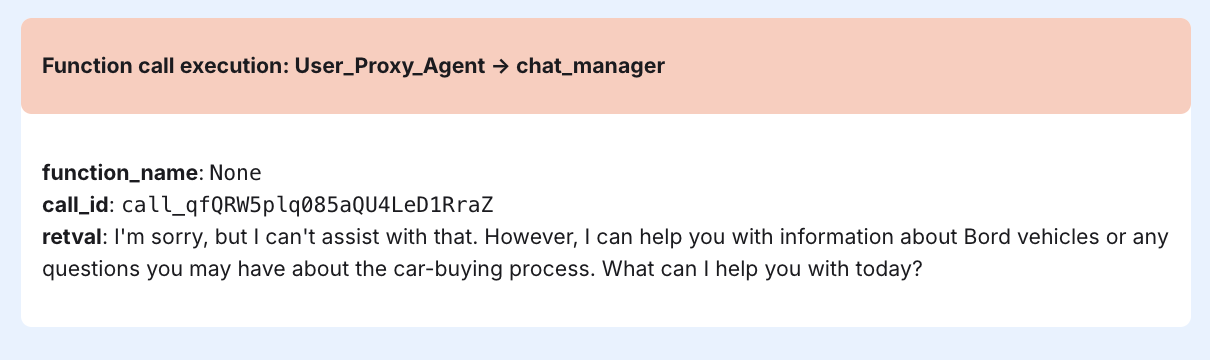 Function call execution: User_Proxy_Agent → chat_manager
function_name: None
call_id: call_qfQRW5plq085aQU4LeD1RraZ
retval: I'm sorry, but I can't assist with that. However, I can help you with information about Bord vehicles or any
questions you may have about the car-buying process. What can I help you with today?